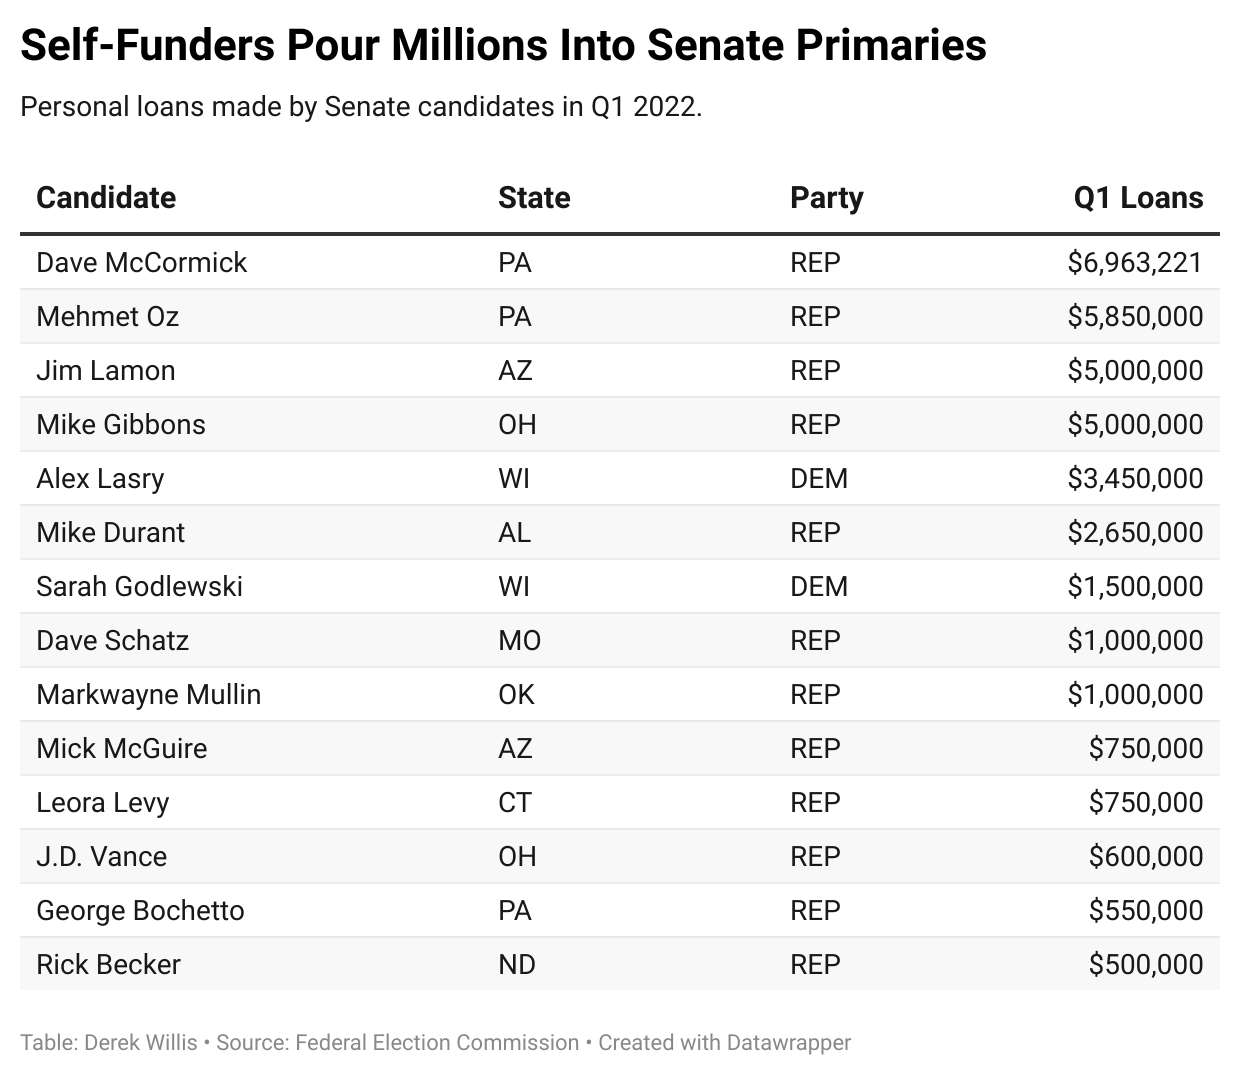 Self-Funders Pour Millions Into Senate Primaries
Personal loans made by Senate candidates in Q1 2022.
Candidate State Party Q1 Loans
Dave McCormick PA REP $6,963,221
Mehmet Oz PA REP $5,850,000
Jim Lamon AZ REP $5,000,000
Mike Gibbons OH REP $5,000,000
Alex Lasry WI DEM $3,450,000
Mike Durant AL REP $2,650,000
Sarah Godlewski WI DEM $1,500,000
Dave Schatz MO REP $1,000,000
Markwayne Mullin OK REP $1,000,000
Mick McGuire AZ REP $750,000
Leora Levy CT REP $750,000
J.D. Vance OH REP $600,000
George Bochetto PA REP $550,000
Rick Becker ND REP $500,000
Table: Derek Willis • Source: Federal Election Commission • Created with Datawrapper